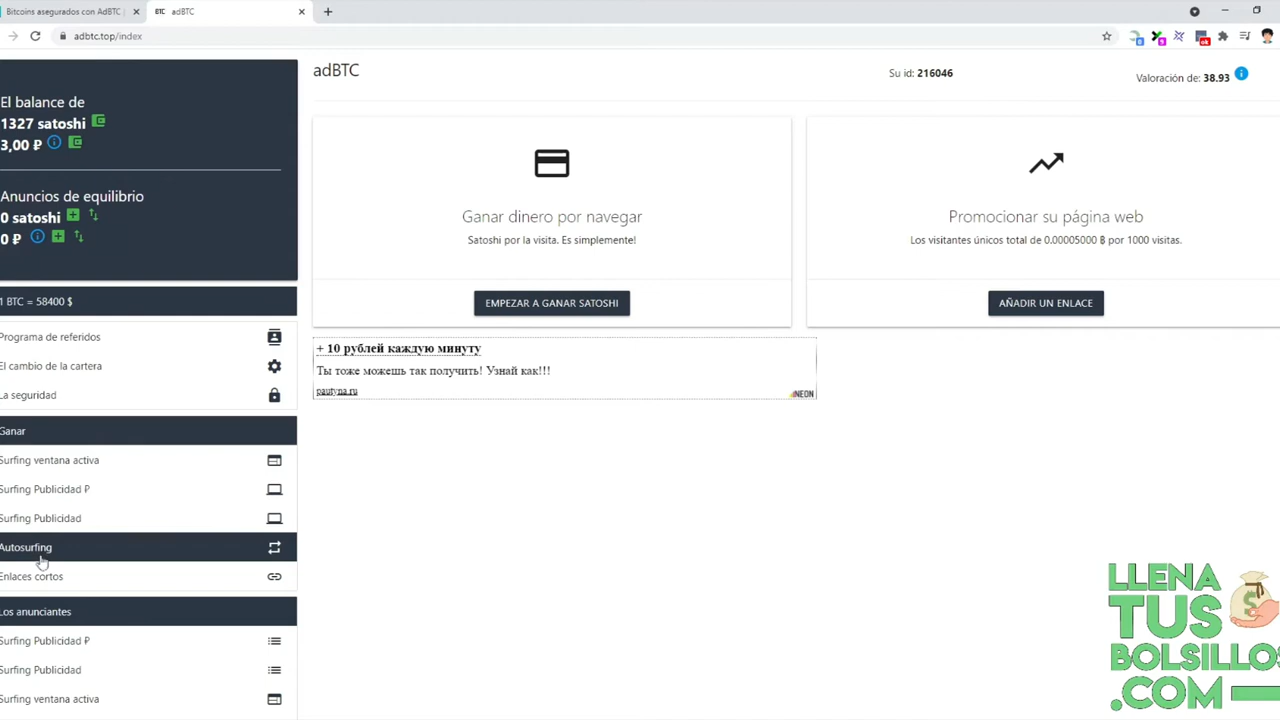 Bitcoins asegurados con AdBTC |
BTC adBTC
adbtc.top/index
El balance de
1327 satoshi
3,00 ₽
Anuncios de equilibrio
0 satoshi
0 ₽
1 BTC = 58400 $
Programa de referidos
El cambio de la cartera
La seguridad
Ganar
Surfing ventana activa
Surfing Publicidad ₽
Surfing Publicidad
Autosurfing
Enlaces cortos
Los anunciantes
Surfing Publicidad ₽
Surfing Publicidad
Surfing ventana activa
adBTC
Su id: 216046
Valoración de: 38.93
Ganar dinero por navegar
Satoshi por la visita. Es simplemente!
EMPEZAR A GANAR SATOSHI
Promocionar su página web
Los visitantes únicos total de 0.00005000 ฿ por 1000 visitas.
AÑADIR UN ENLACE
+ 10 рублей каждую минуту
Ты тоже можешь так получить! Узнай как!!!
pautyna.ru
NEON
LLENA
TUS
BOLSILLOS
.COM